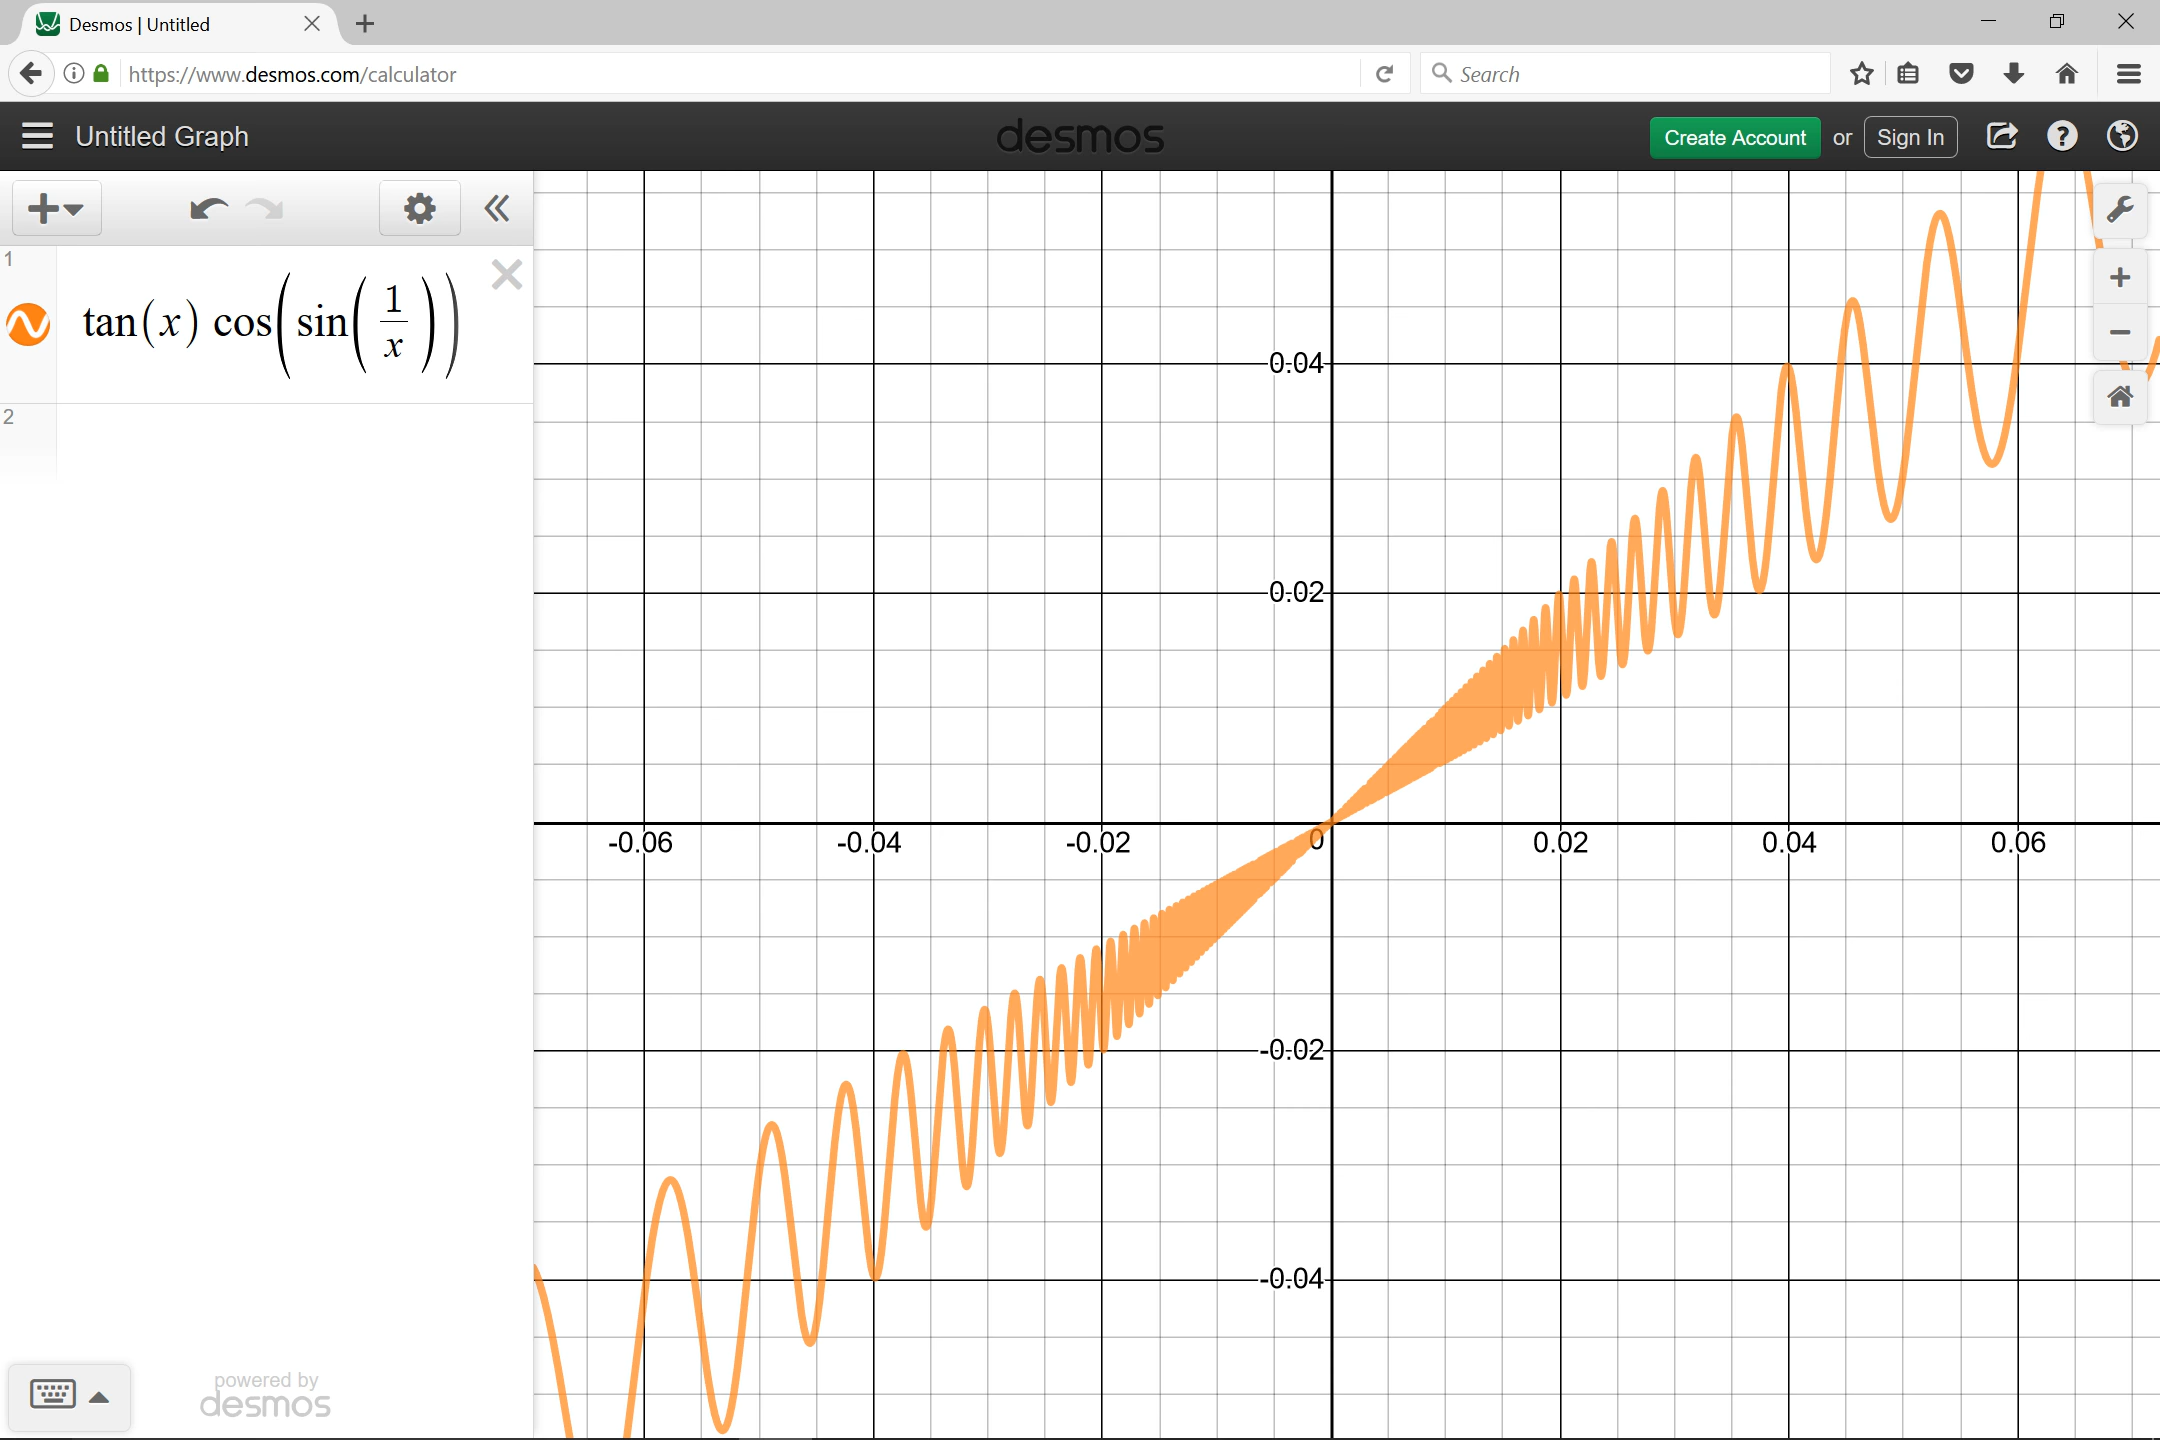 Desmos | Untitled
https://www.desmos.com/calculator
Search
Untitled Graph
desmos
Create Account or Sign In
1
tan(x) cos(sin(1/x))
2
0.04
0.02
-0.06 -0.04 -0.02 0 0.02 0.04 0.06
-0.02
-0.04
powered by
desmos